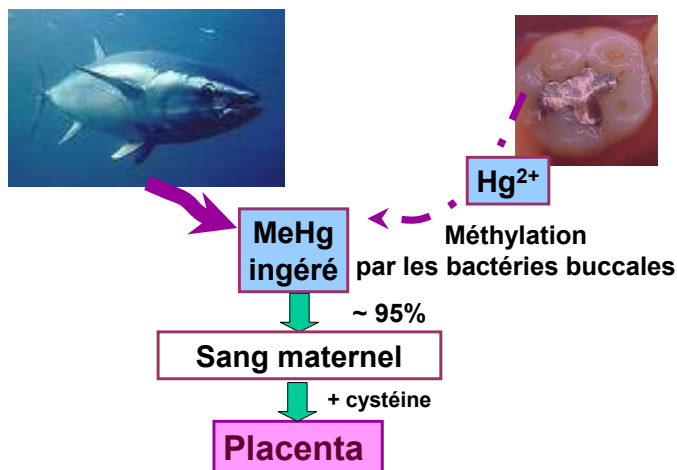 Hg²⁺
MeHg
ingéré
Méthylation
par les bactéries buccales
~ 95%
Sang maternel
+ cystéine
Placenta